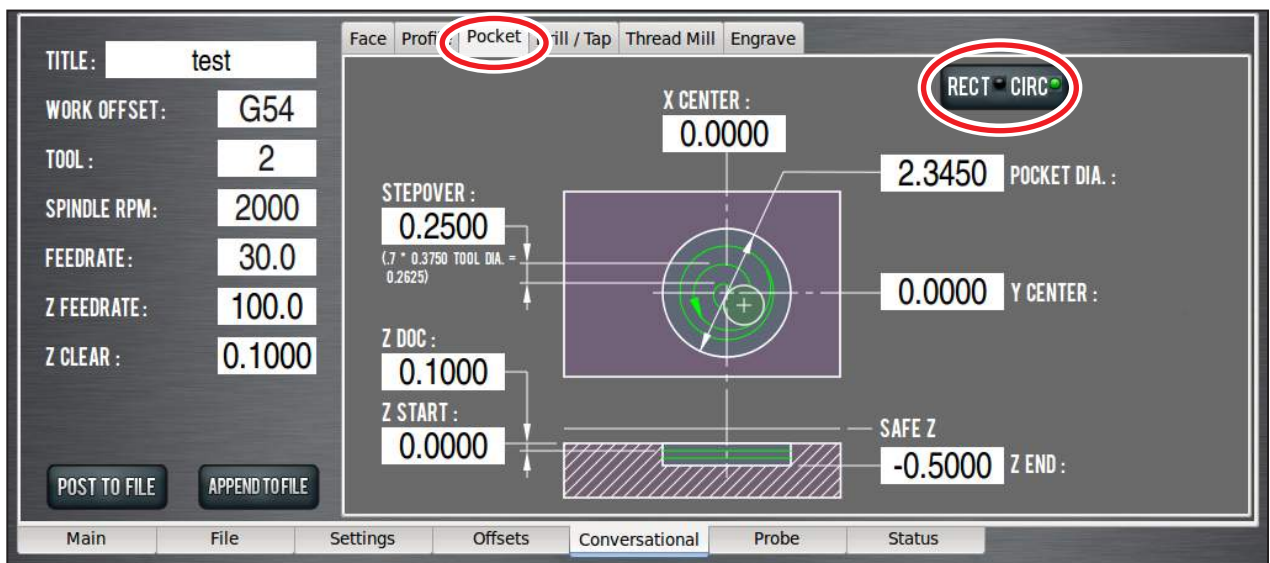 TITLE: test
WORK OFFSET: G54
TOOL : 2
SPINDLE RPM: 2000
FEEDRATE: 30.0
Z FEEDRATE: 100.0
Z CLEAR : 0.1000
POST TO FILE APPEND TO FILE
Face Pocket / Tap Thread Mill Engrave
RECT CIRC
X CENTER :
0.0000
2.3450 POCKET DIA. :
STEPOVER :
0.2500
(.7 * 0.3750 TOOL DIA. =
0.2625)
0.0000 Y CENTER :
Z DOC :
0.1000
Z START :
0.0000
SAFE Z
-0.5000 Z END :
Main File Settings Offsets Conversational Probe Status